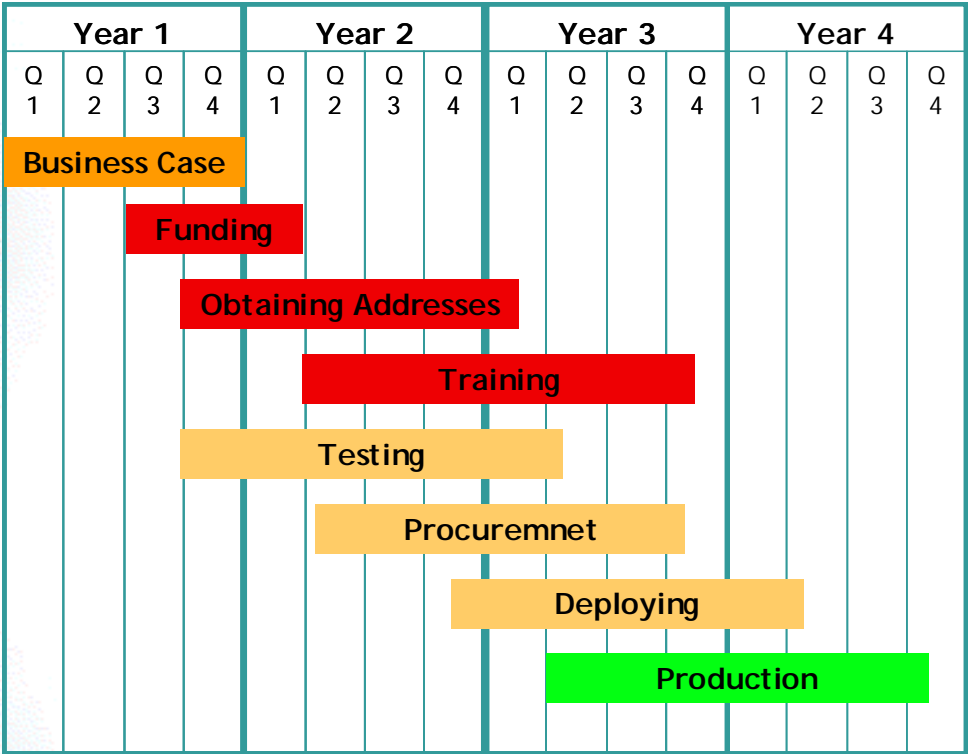 Year 1 Year 2 Year 3 Year 4
Q Q Q Q Q Q Q Q Q Q Q Q Q Q Q Q
1 2 3 4 1 2 3 4 1 2 3 4 1 2 3 4
Business Case
Funding
Obtaining Addresses
Training
Testing
Procuremnet
Deploying
Production